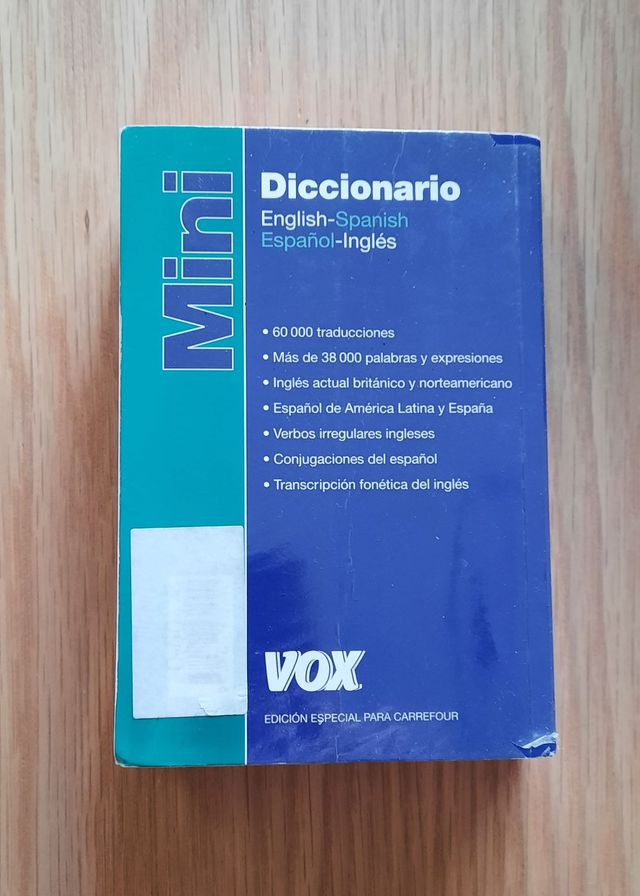 Mini
Diccionario
English-Spanish
Español-Inglés
• 60 000 traducciones
• Más de 38 000 palabras y expresiones
• Inglés actual británico y norteamericano
• Español de América Latina y España
• Verbos irregulares ingleses
• Conjugaciones del español
• Transcripción fonética del inglés
VOX
EDICIÓN ESPECIAL PARA CARREFOUR